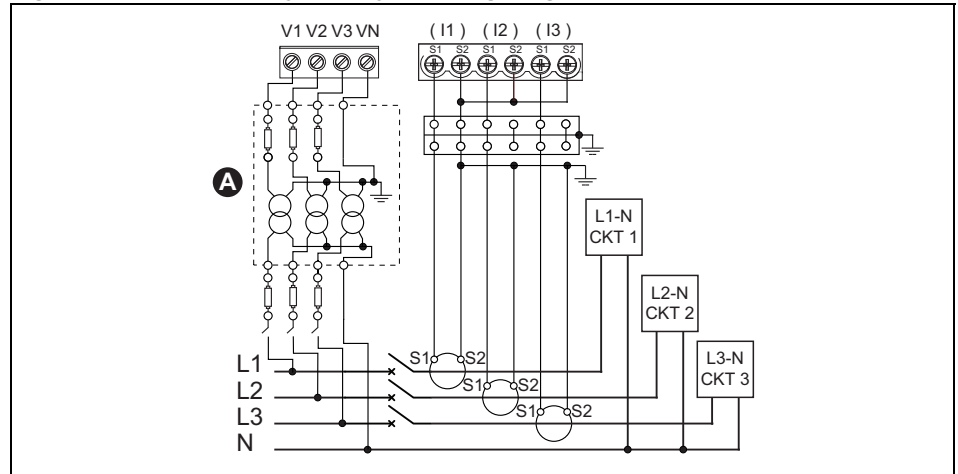 V1 V2 V3 VN
( I1 ) ( I2 ) ( I3 )
S1 S2 S1 S2 S1 S2
A
L1-N
CKT 1
L2-N
CKT 2
L3-N
CKT 3
S1 S2
L1
S1 S2
L2
S1 S2
L3
N